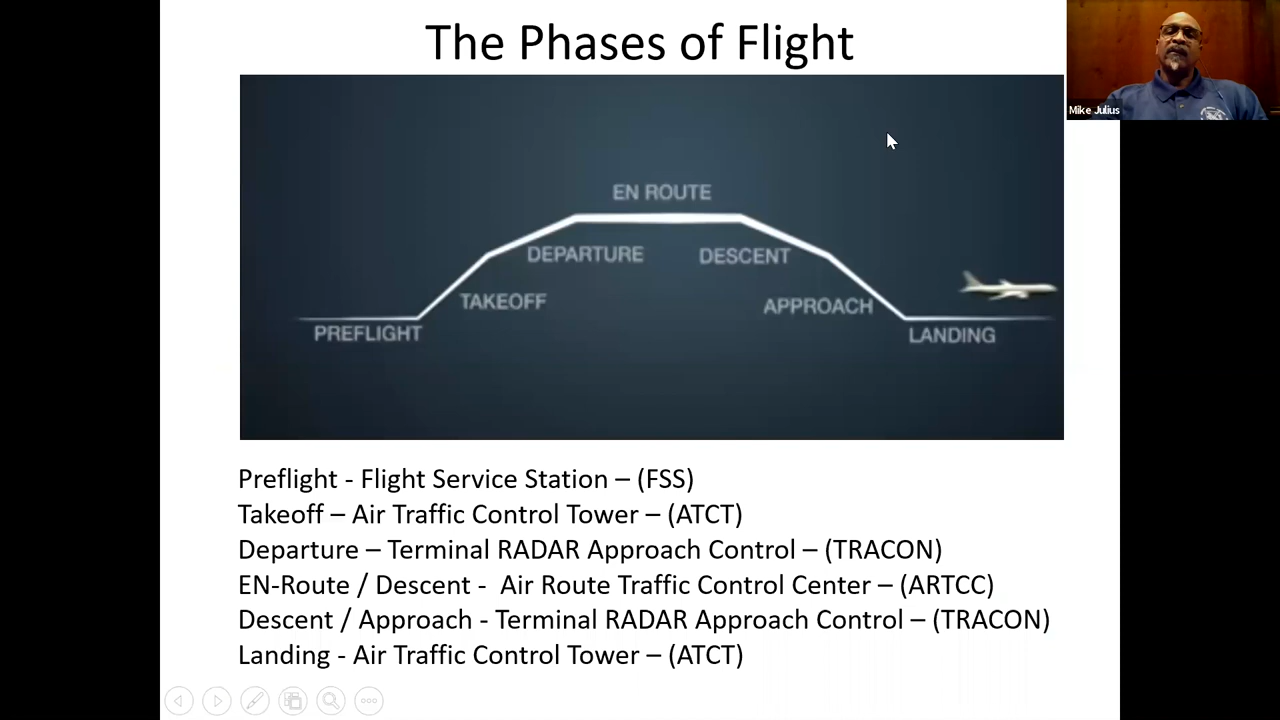 The Phases of Flight
Mike Julius
EN ROUTE
DEPARTURE
DESCENT
TAKEOFF
APPROACH
PREFLIGHT
LANDING
Preflight - Flight Service Station – (FSS)
Takeoff – Air Traffic Control Tower – (ATCT)
Departure – Terminal RADAR Approach Control – (TRACON)
EN-Route / Descent -  Air Route Traffic Control Center – (ARTCC)
Descent / Approach - Terminal RADAR Approach Control – (TRACON)
Landing - Air Traffic Control Tower – (ATCT)